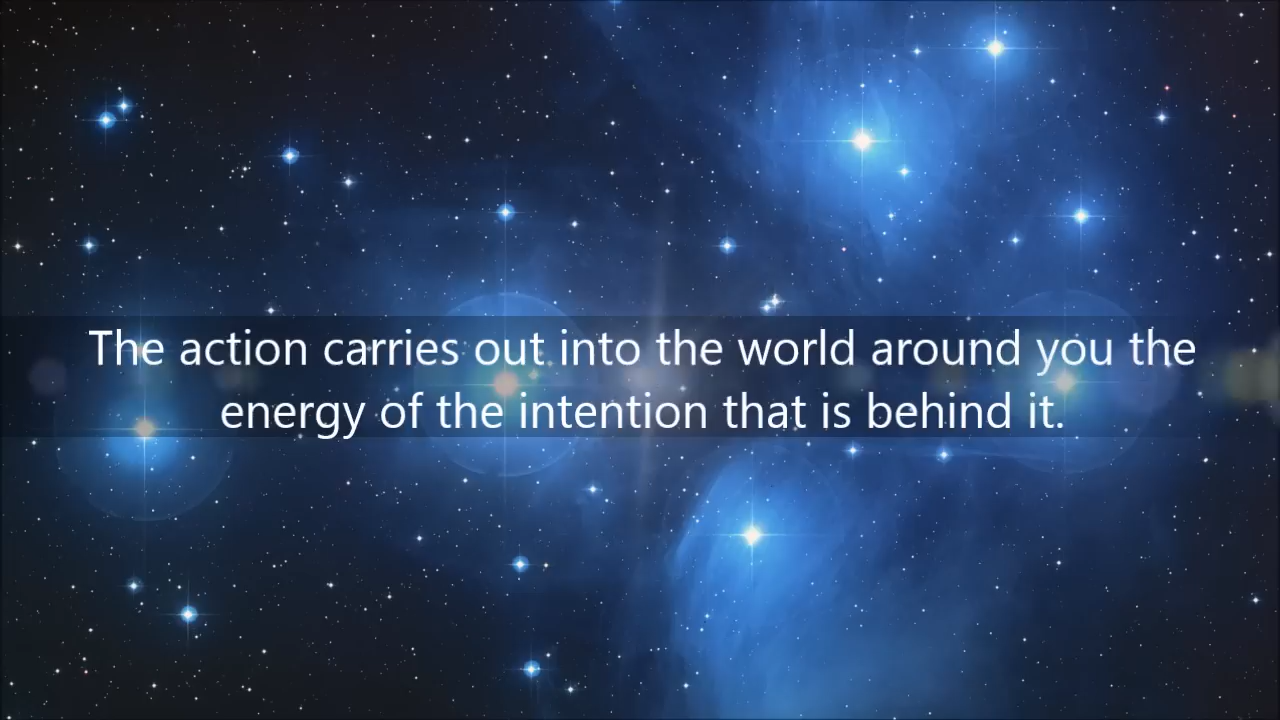 The action carries out into the world around you the
energy of the intention that is behind it.